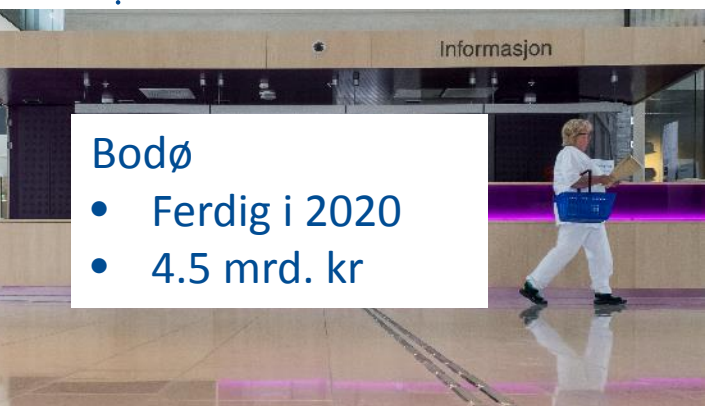 Informasjon
Bodø
• Ferdig i 2020
• 4.5 mrd. kr